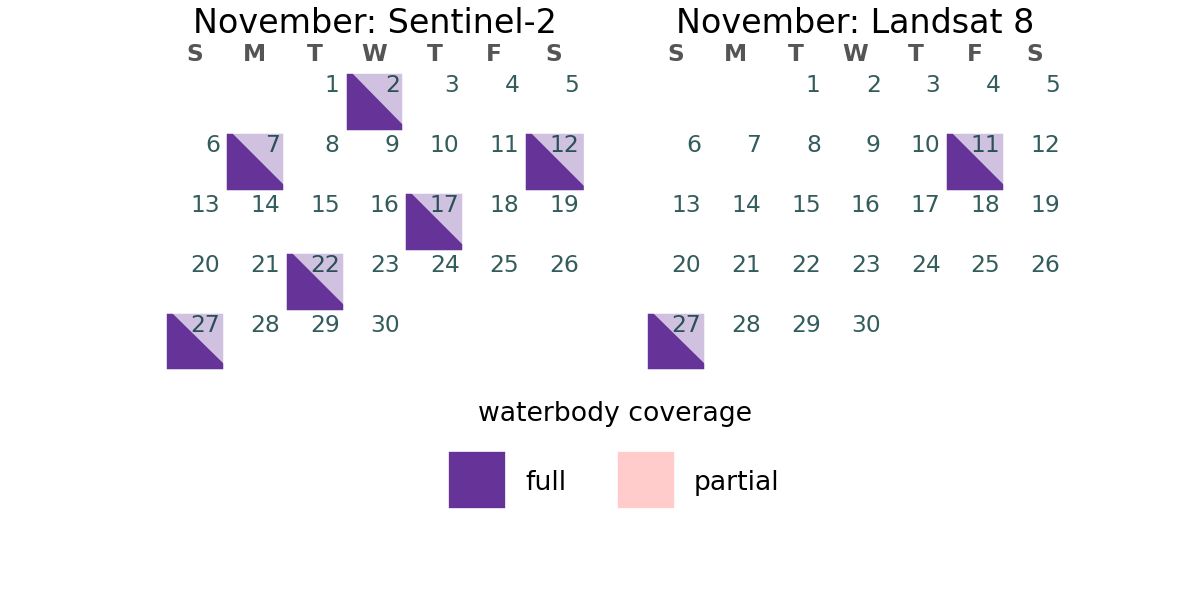 November: Sentinel-2
S M T W T F S
1 2 3 4 5
6 7 8 9 10 11 12
13 14 15 16 17 18 19
20 21 22 23 24 25 26
27 28 29 30
November: Landsat 8
S M T W T F S
1 2 3 4 5
6 7 8 9 10 11 12
13 14 15 16 17 18 19
20 21 22 23 24 25 26
27 28 29 30
waterbody coverage
full
partial